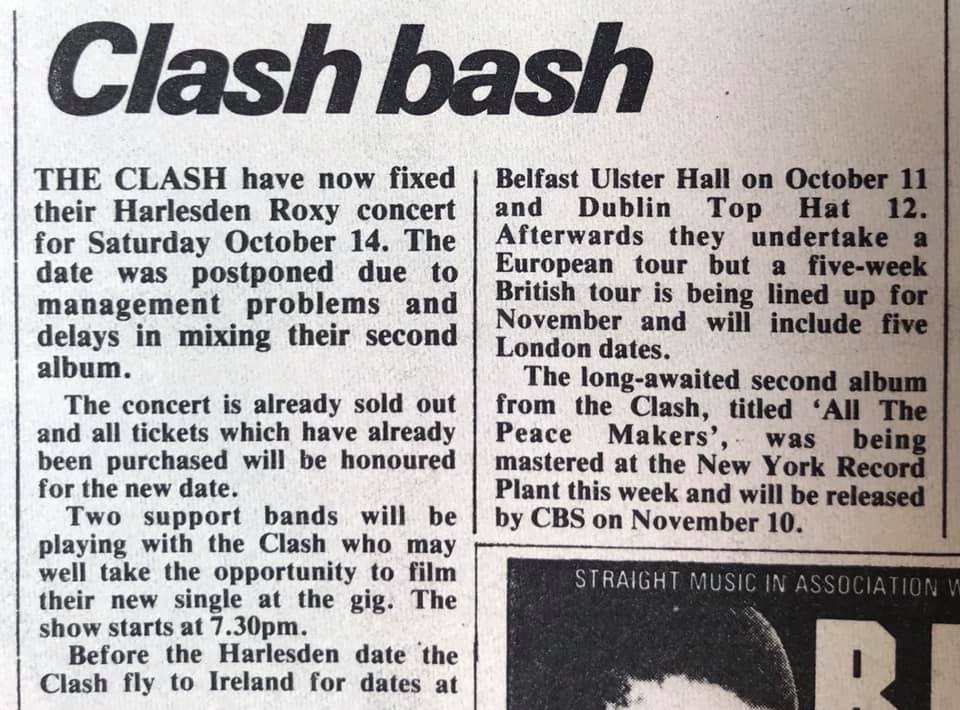 Clash bash
THE CLASH have now fixed
their Harlesden Roxy concert
for Saturday October 14. The
date was postponed due to
management problems and
delays in mixing their second
album.
The concert is already sold out
and all tickets which have already
been purchased will be honoured
for the new date.
Two support bands will be
playing with the Clash who may
well take the opportunity to film
their new single at the gig. The
show starts at 7.30pm.
Before the Harlesden date the
Clash fly to Ireland for dates at
Belfast Ulster Hall on October 11
and Dublin Top Hat 12.
Afterwards they undertake a
European tour but a five-week
British tour is being lined up for
November and will include five
London dates.
The long-awaited second album
from the Clash, titled ‘All The
Peace Makers’, was being
mastered at the New York Record
Plant this week and will be released
by CBS on November 10.
STRAIGHT MUSIC IN ASSOCIATION